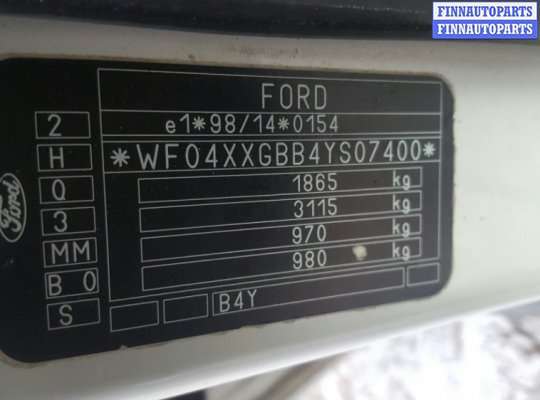 FINNAUTOPARTS
FINNAUTOPARTS
FORD
e1*98/14*0154
*WF04XXGBB4YS07400*
1865 kg
3115 kg
970 kg
980 kg
B4Y
2
H
Q
3
MM
B O
S
Ford